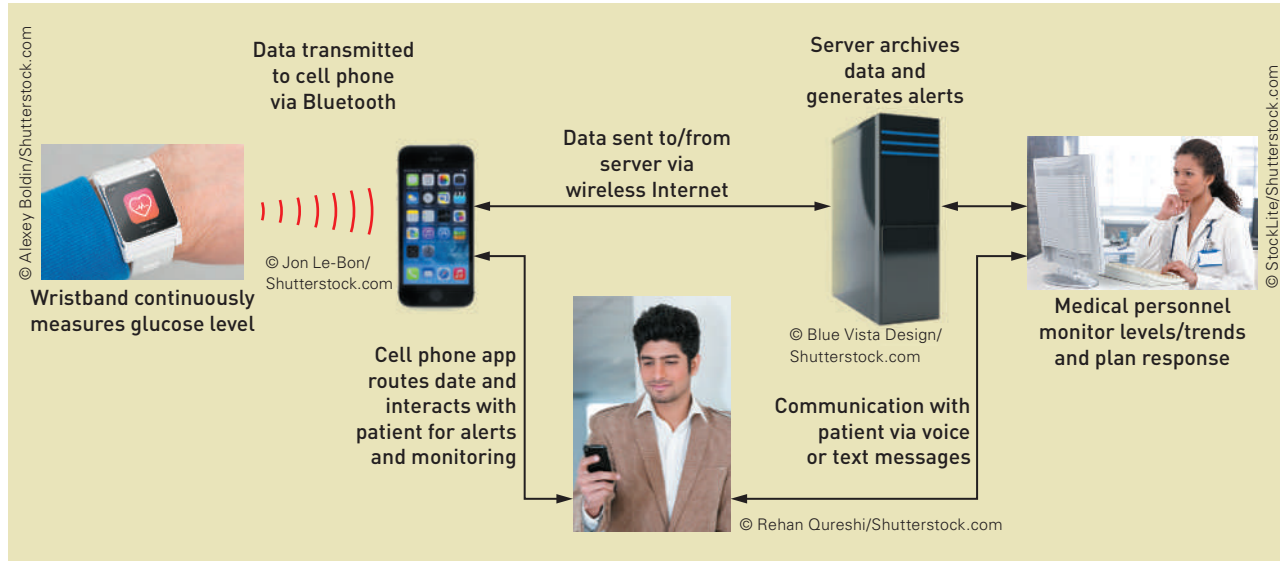 © Alexey Boldin/Shutterstock.com
Data transmitted
to cell phone
via Bluetooth
Server archives
data and
generates alerts
Data sent to/from
server via
wireless Internet
© StockLite/Shutterstock.com
© Jon Le-Bon/
Shutterstock.com
Wristband continuously
measures glucose level
© Blue Vista Design/
Shutterstock.com
Medical personnel
monitor levels/trends
and plan response
Cell phone app
routes date and
interacts with
patient for alerts
and monitoring
Communication with
patient via voice
or text messages
© Rehan Qureshi/Shutterstock.com